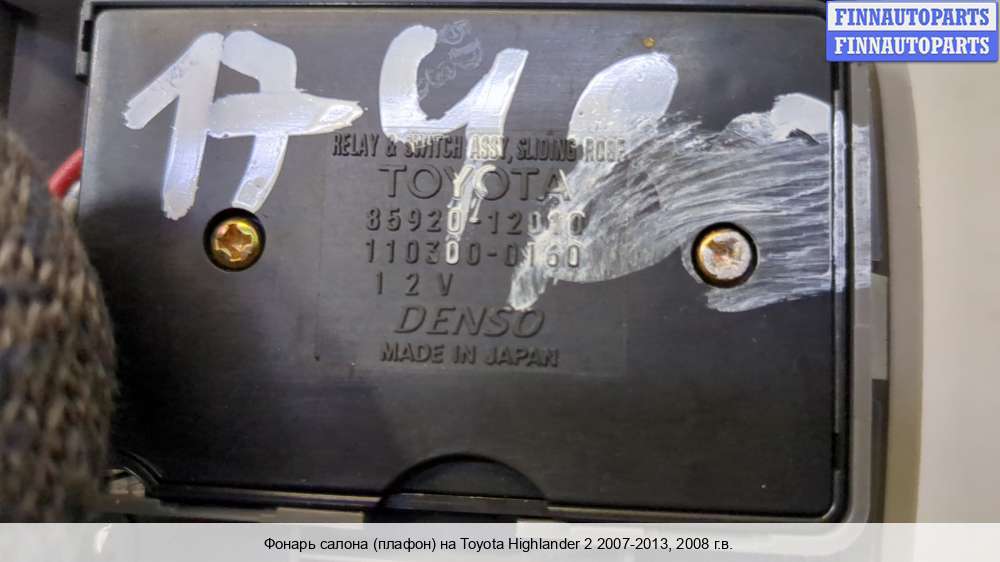 FINNAUTOPARTS
FINNAUTOPARTS
RELAY & SWITCH ASSY, SLIDING ROOF
TOYOTA
85920-12010
110300-0160
12V
DENSO
MADE IN JAPAN
Фонарь салона (плафон) на Toyota Highlander 2 2007-2013, 2008 г.в.